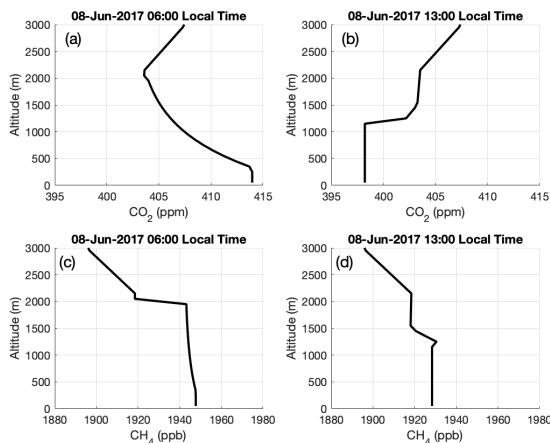 08-Jun-2017 06:00 Local Time
(a)
Altitude (m)
3000
2500
2000
1500
1000
500
0
395 400 405 410 415
CO2 (ppm)
08-Jun-2017 13:00 Local Time
(b)
Altitude (m)
3000
2500
2000
1500
1000
500
0
395 400 405 410 415
CO2 (ppm)
08-Jun-2017 06:00 Local Time
(c)
Altitude (m)
3000
2500
2000
1500
1000
500
0
1880 1900 1920 1940 1960 1980
CH4 (ppb)
08-Jun-2017 13:00 Local Time
(d)
Altitude (m)
3000
2500
2000
1500
1000
500
0
1880 1900 1920 1940 1960 1980
CH4 (ppb)